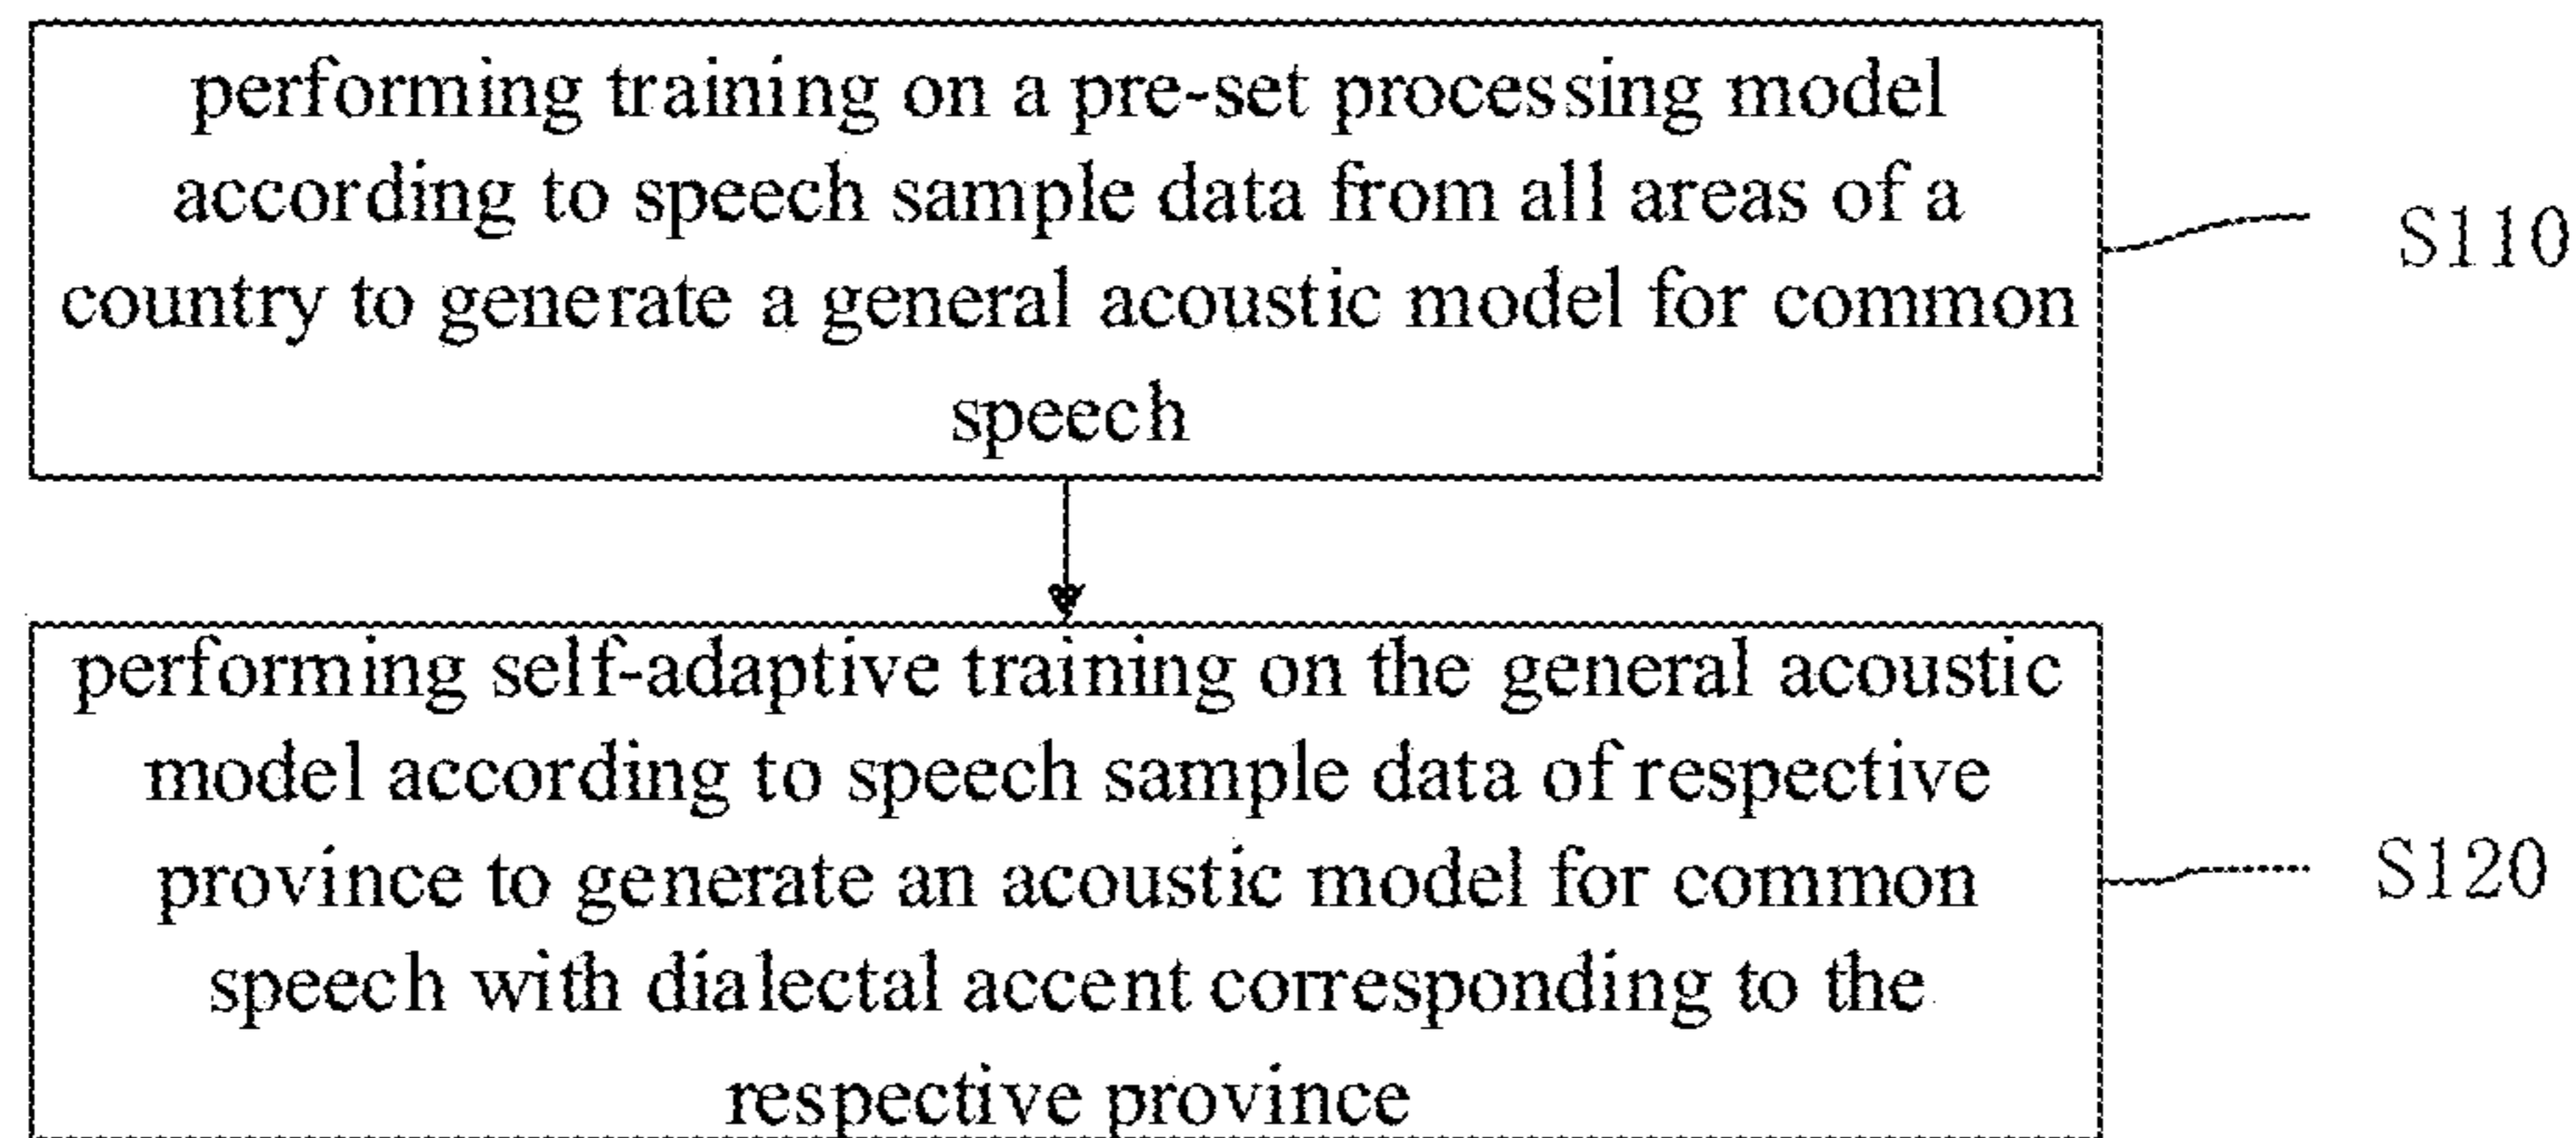 performing training on a pre-set processing model
according to speech sample data from all areas of a
country to generate a general acoustic model for common
speech
S110
performing self-adaptive training on the general acoustic
model according to speech sample data of respective
province to generate an acoustic model for common
speech with dialectal accent corresponding to the
respective province
S120